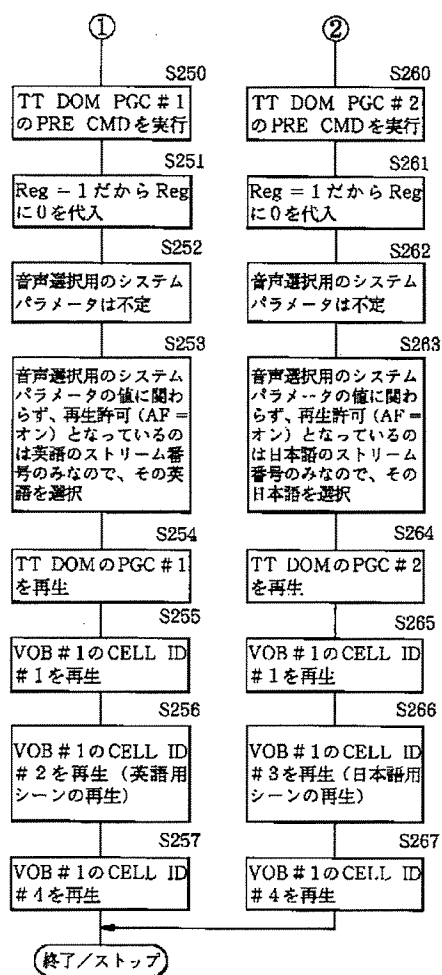 ①
S250
TT DOM PGC#1
のPRE CMDを実行
S251
Reg－1だからReg
に0を代入
S252
音声選択用のシステム
パラメータは不定
S253
音声選択用のシステム
パラメータの値に関わ
らず、再生許可（AF＝
オン）となっているの
は英語のストリーム番
号のみなので、その英
語を選択
S254
TT DOMのPGC#1
を再生
S255
VOB#1のCELL ID
#1を再生
S256
VOB#1のCELL ID
#2を再生（英語用
シーンの再生）
S257
VOB#1のCELL ID
#4を再生
終了/ストップ
②
S260
TT DOM PGC#2
のPRE CMDを実行
S261
Reg＝1だからReg
に0を代入
S262
音声選択用のシステム
パラメータは不定
S263
音声選択用のシステム
パラメータの値に関わ
らず、再生許可（AF＝
オン）となっているの
は日本語のストリーム
番号のみなので、その
日本語を選択
S264
TT DOMのPGC#2
を再生
S265
VOB#1のCELL ID
#1を再生
S266
VOB#1のCELL ID
#3を再生（日本語用
シーンの再生）
S267
VOB#1のCELL ID
#4を再生